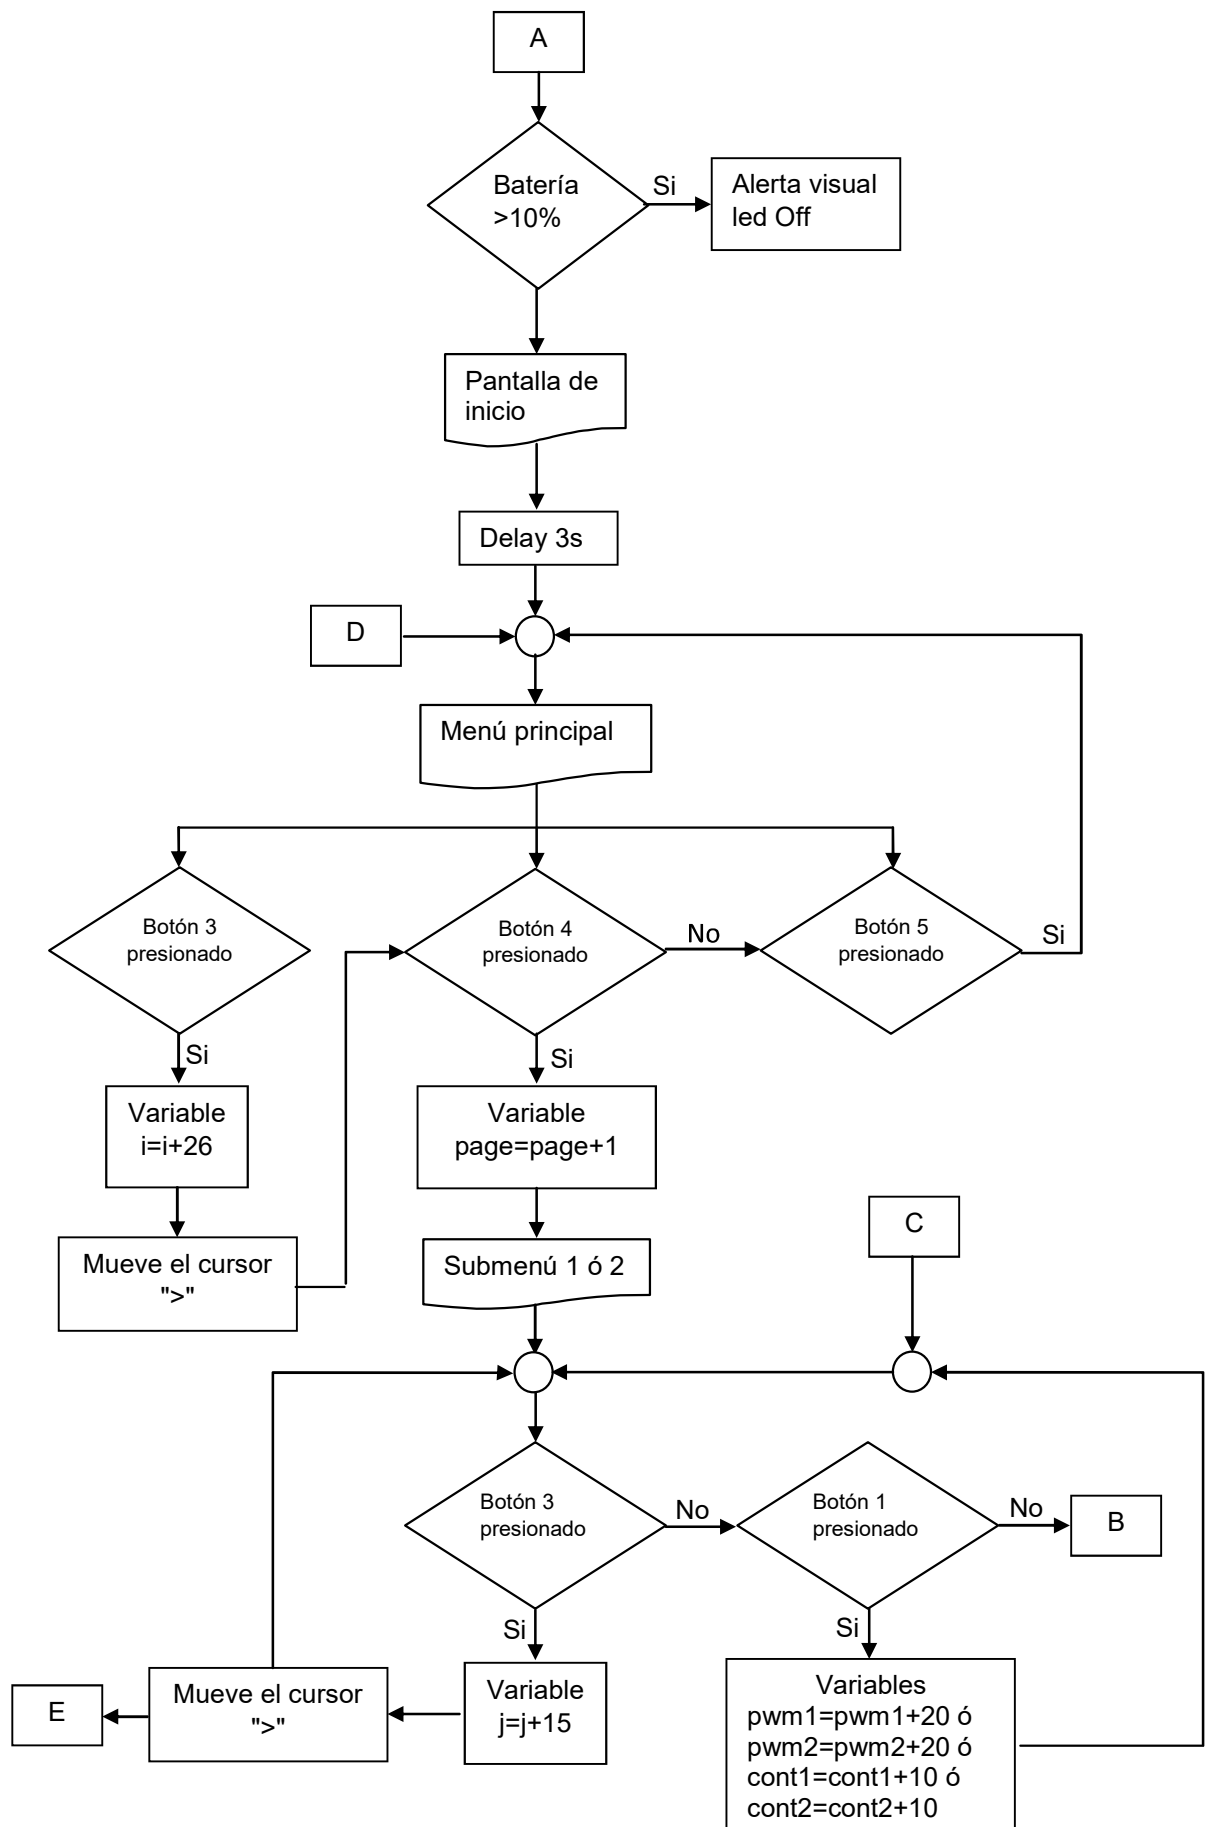 A
Batería
>10%
Si
Alerta visual
led Off
Pantalla de
inicio
Delay 3s
D
Menú principal
Botón 3
presionado
Botón 4
presionado
No
Botón 5
presionado
Si
Si
Si
Variable
i=i+26
Variable
page=page+1
C
Mueve el cursor
">"
Submenú 1 ó 2
Botón 3
presionado
No
Botón 1
presionado
No
B
Si
Si
E
Mueve el cursor
">"
Variable
j=j+15
Variables
pwm1=pwm1+20 ó
pwm2=pwm2+20 ó
cont1=cont1+10 ó
cont2=cont2+10